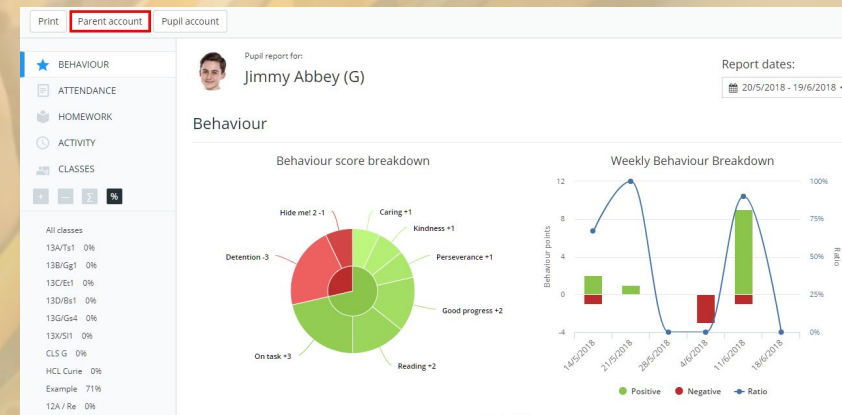 Print Parent account Pupil account
BEHAVIOUR
ATTENDANCE
HOMEWORK
ACTIVITY
CLASSES
+ — Σ %
All classes
13A/Ts1 0%
13B/Gg1 0%
13C/Et1 0%
13D/Bs1 0%
13G/Gs4 0%
13X/Sl1 0%
CLS G 0%
HCL Curie 0%
Example 71%
12A / Re 0%
Pupil report for:
Jimmy Abbey (G)
Report dates:
20/5/2018 - 19/6/2018
Behaviour
Behaviour score breakdown
Hide me! 2 -1
Caring +1
Kindness +1
Detention -3
Perseverance +1
Good progress +2
On task +3
Reading +2
Weekly Behaviour Breakdown
Behaviour points
12
8
4
0
-4
100%
75%
50%
25%
0%
Ratio
14/5/2018
21/5/2018
28/5/2018
4/6/2018
11/6/2018
18/6/2018
Positive Negative Ratio